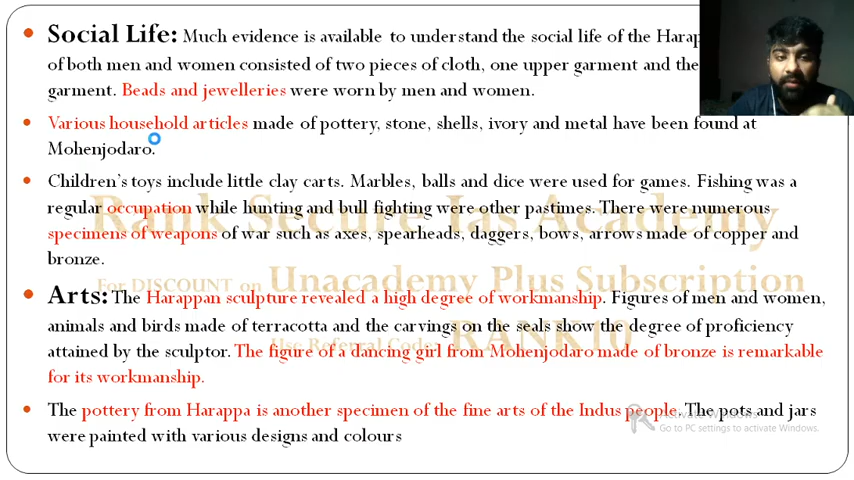 Social Life: Much evidence is available to understand the social life of the
of both men and women consisted of two pieces of cloth, one upper garment and the
garment. Beads and jewelleries were worn by men and women.
Various household articles made of pottery, stone, shells, ivory and metal have been found at
Mohenjodaro.
Children's toys include little clay carts. Marbles, balls and dice were used for games. Fishing was a
regular occupation while hunting and bull fighting were other pastimes. There were numerous
Rank Secure Ias Academy
specimens of weapons of war such as axes, spearheads, daggers, bows, arrows made of copper and
bronze.
For DISCOUNT on Unacademy Plus Subscription
Arts: The Harappan sculpture revealed a high degree of workmanship. Figures of men and women,
animals and birds made of terracotta and the carvings on the seals show the degree of proficiency
Use Referral Code: RANK10
attained by the sculptor. The figure of a dancing girl from Mohenjodaro made of bronze is remarkable
for its workmanship.
The pottery from Harappa is another specimen of the fine arts of the Indus people. The pots and jars
Activate Windows
Go to PC settings to activate Windows.
were painted with various designs and colours